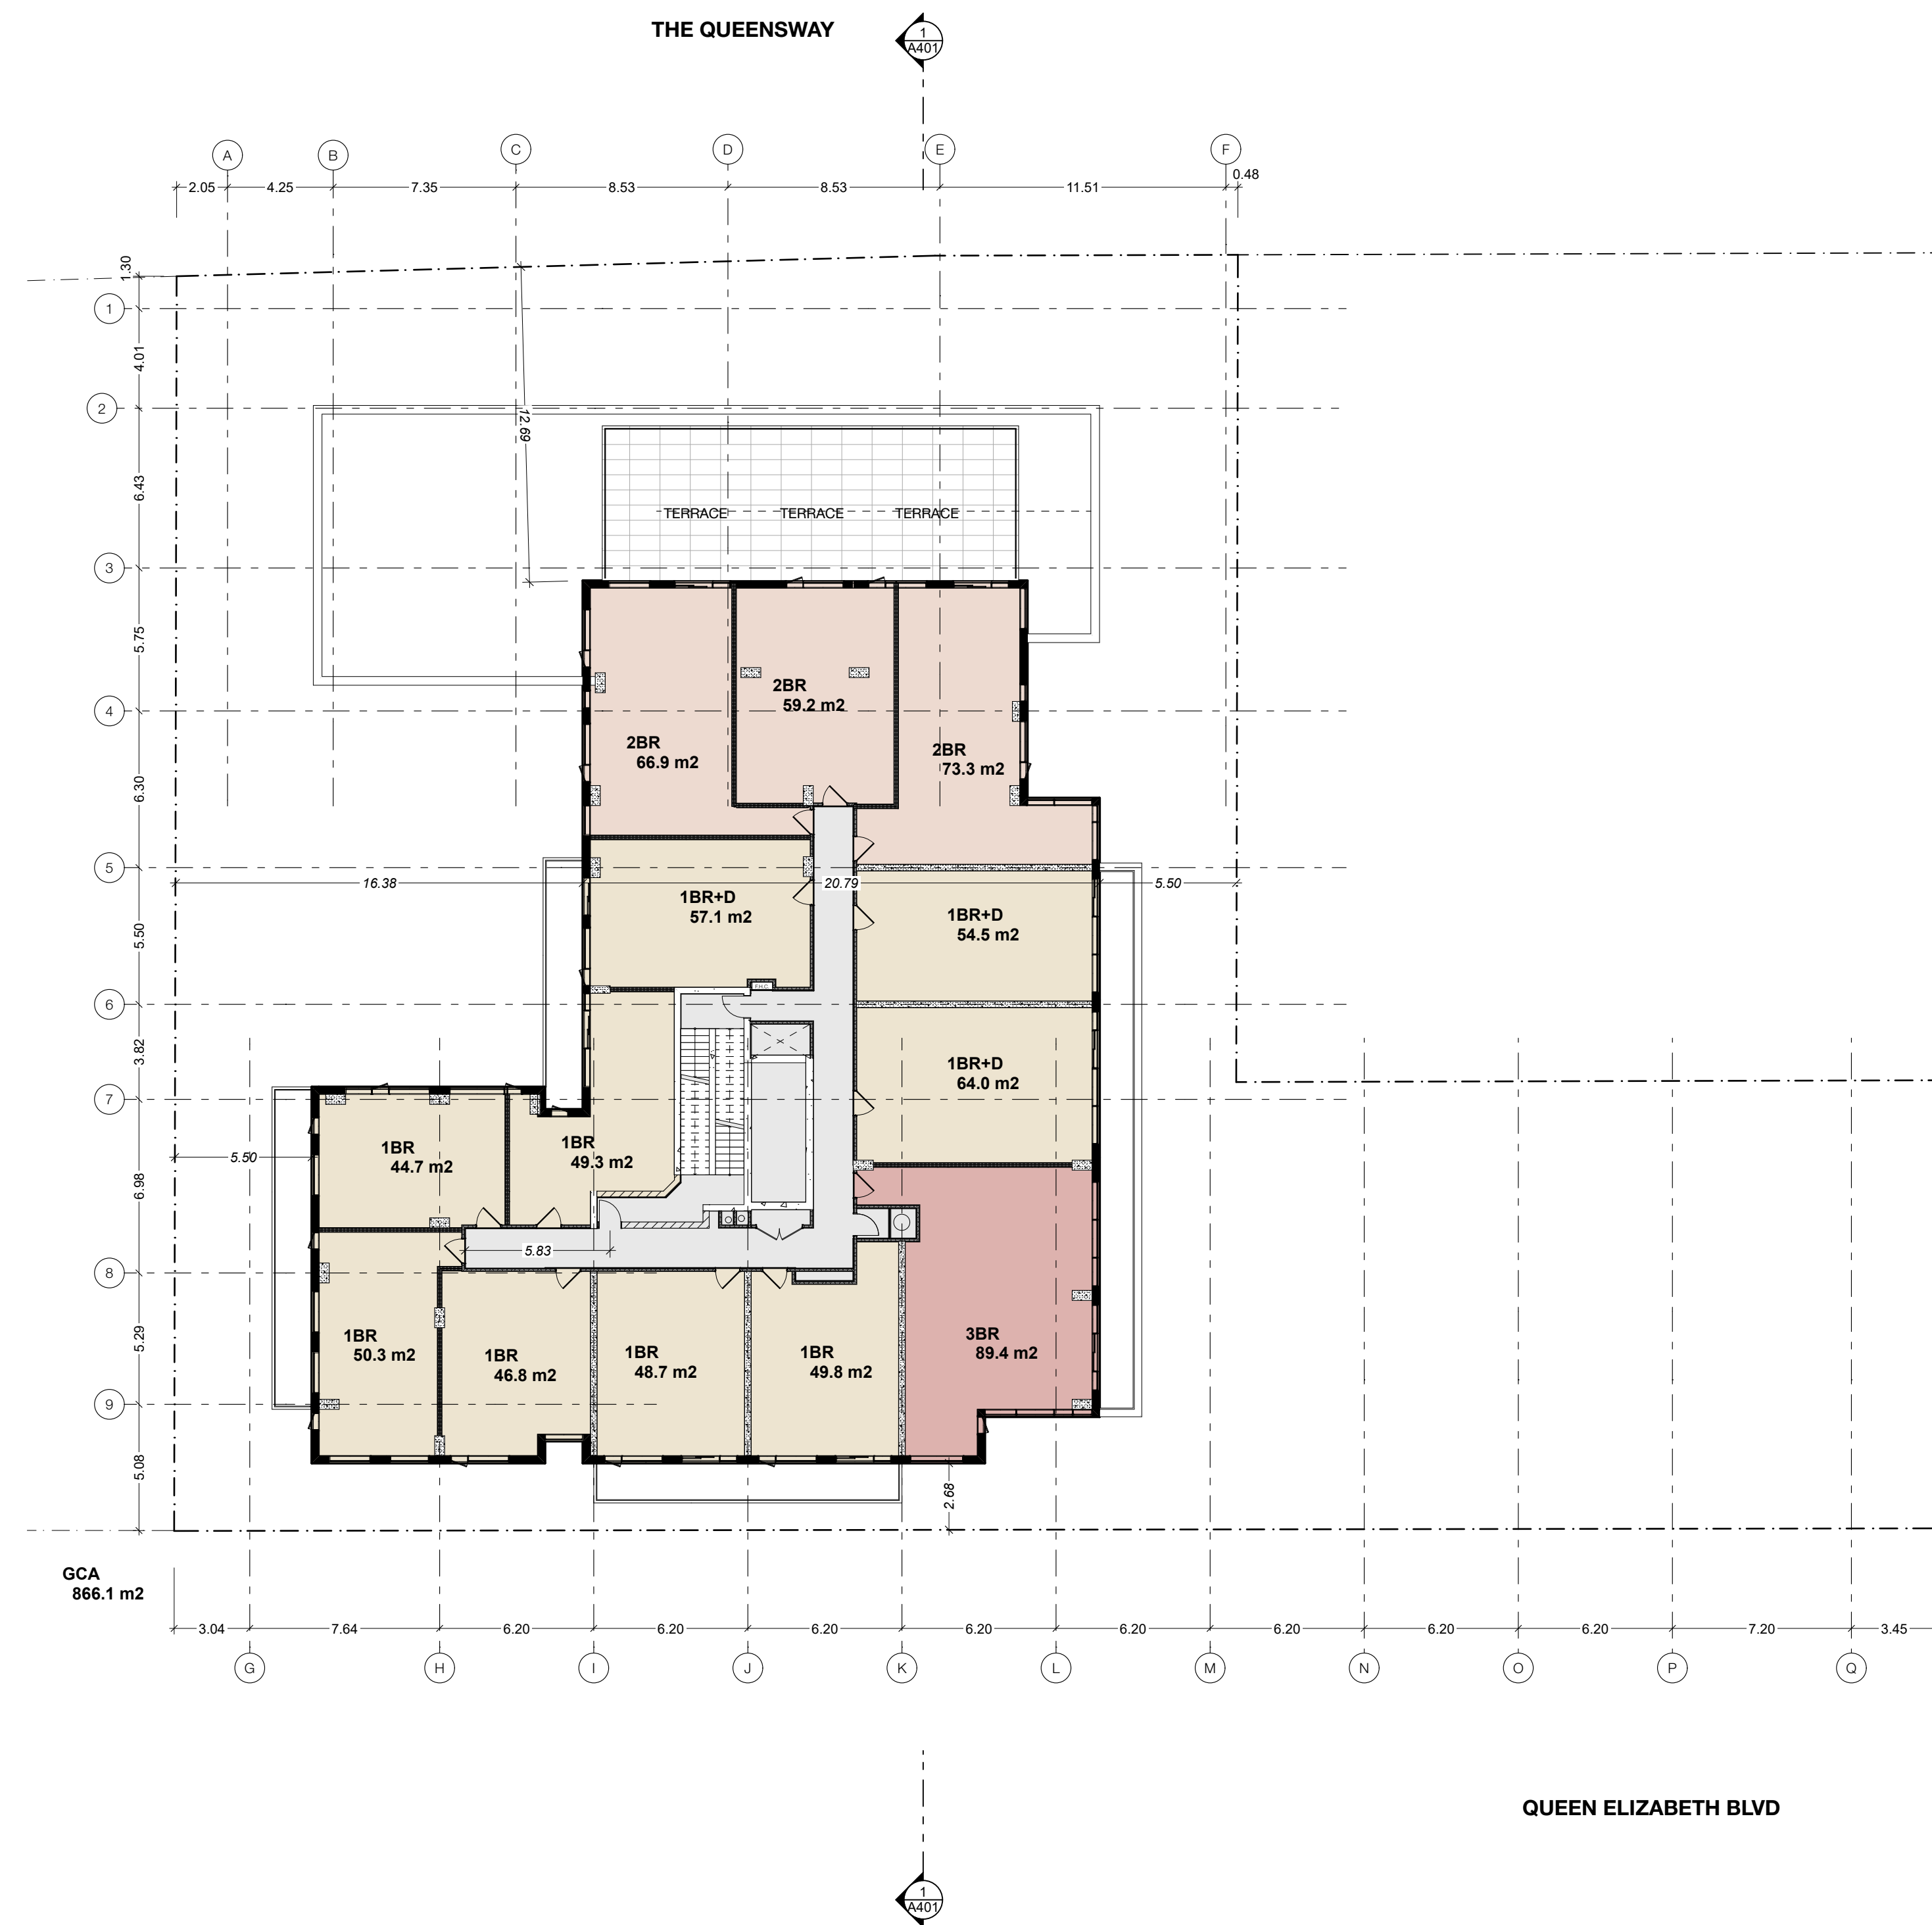 THE QUEENSWAY
1
A401
A
B
C
D
E
F
2.05
4.25
7.35
8.53
8.53
11.51
0.48
1.30
1
4.01
2
12.69
6.43
TERRACE
TERRACE
TERRACE
3
5.75
2BR
59.2 m2
4
2BR
66.9 m2
2BR
73.3 m2
6.30
5
16.38
20.79
5.50
1BR+D
57.1 m2
1BR+D
54.5 m2
5.50
F.H.C.
6
3.82
1BR+D
64.0 m2
7
1BR
44.7 m2
1BR
49.3 m2
5.50
6.98
5.83
8
1BR
50.3 m2
1BR
46.8 m2
1BR
48.7 m2
1BR
49.8 m2
3BR
89.4 m2
5.29
9
5.08
2.68
GCA
866.1 m2
3.04
7.64
6.20
6.20
6.20
6.20
6.20
6.20
6.20
6.20
7.20
3.45
G
H
I
J
K
L
M
N
O
P
Q
QUEEN ELIZABETH BLVD
1
A401